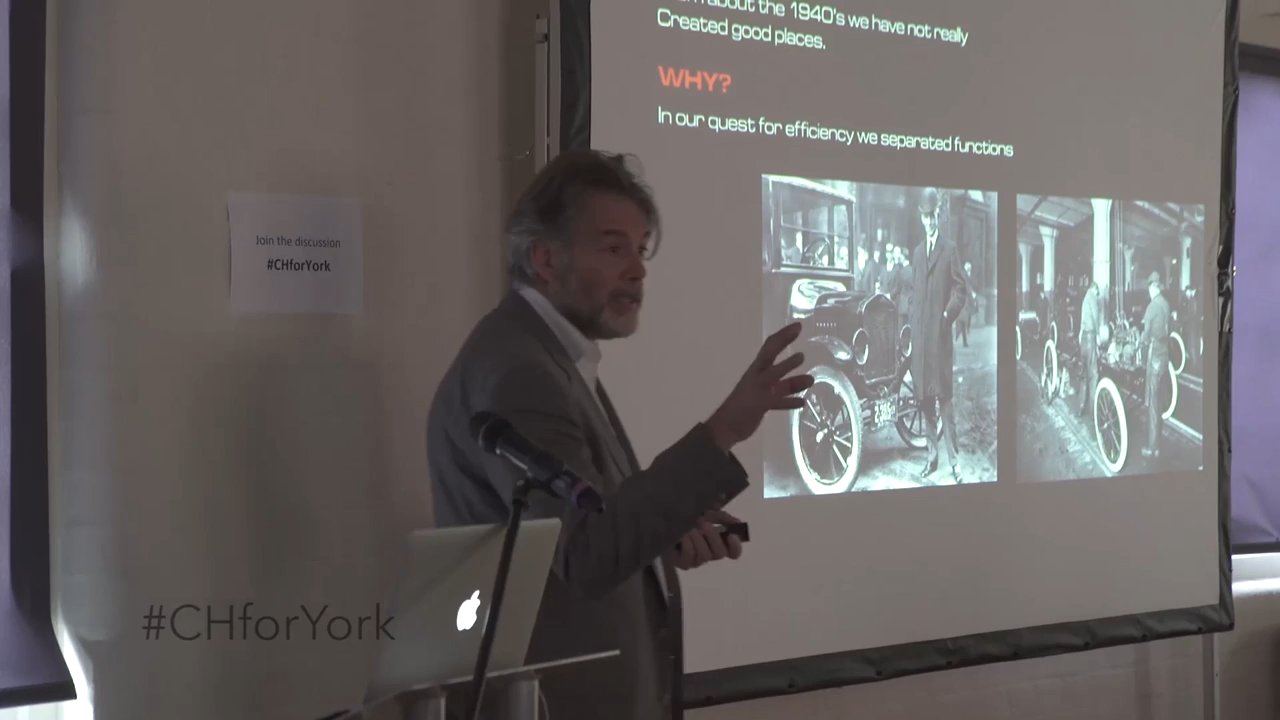 about the 1940's we have not really
Created good places.
WHY?
In our quest for efficiency we separated functions
Join the discussion
#CHforYork
#CHforYork